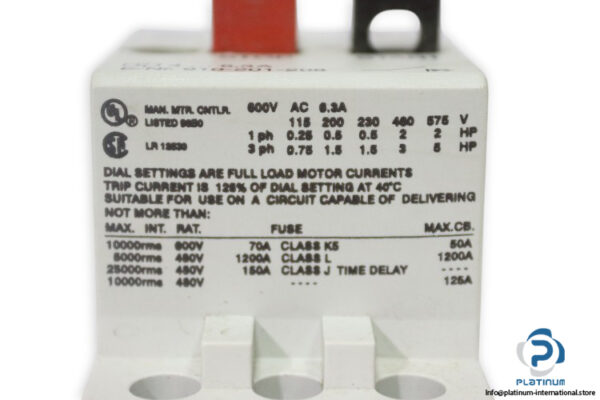 UL
MAN. MTR. CNTLR. 600V AC 6.3A
LISTED 115 200 230 460 575 V
1 ph 0.25 0.5 0.5 2 2 HP
LR 3 ph 0.75 1.5 1.5 3 5 HP
DIAL SETTINGS ARE FULL LOAD MOTOR CURRENTS
TRIP CURRENT IS 125% OF DIAL SETTING AT 40°C
SUITABLE FOR USE ON A CIRCUIT CAPABLE OF DELIVERING
NOT MORE THAN:
MAX. INT. RAT. FUSE MAX.CB.
10000rms 600V 70A CLASS K5 50A
5000rms 480V 1200A CLASS L 1200A
25000rms 480V 150A CLASS J TIME DELAY ----
10000rms 480V ---- 125A
PLATINUM
http://platinum-international.store